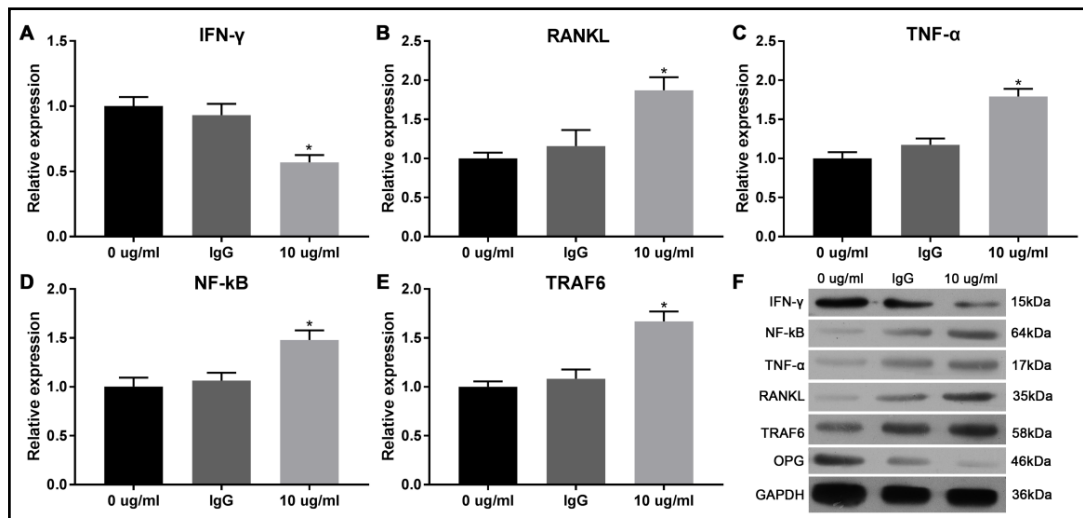 A
IFN-γ
Relative expression
1.5
1.0
0.5
0.0
0 ug/ml IgG 10 ug/ml
*
B
RANKL
Relative expression
2.5
2.0
1.5
1.0
0.5
0.0
0 ug/ml IgG 10 ug/ml
*
C
TNF-α
Relative expression
2.5
2.0
1.5
1.0
0.5
0.0
0 ug/ml IgG 10 ug/ml
*
D
NF-kB
Relative expression
2.0
1.5
1.0
0.5
0.0
0 ug/ml IgG 10 ug/ml
*
E
TRAF6
Relative expression
2.0
1.5
1.0
0.5
0.0
0 ug/ml IgG 10 ug/ml
*
F
0 ug/ml IgG 10 ug/ml
IFN-γ 15kDa
NF-kB 64kDa
TNF-α 17kDa
RANKL 35kDa
TRAF6 58kDa
OPG 46kDa
GAPDH 36kDa